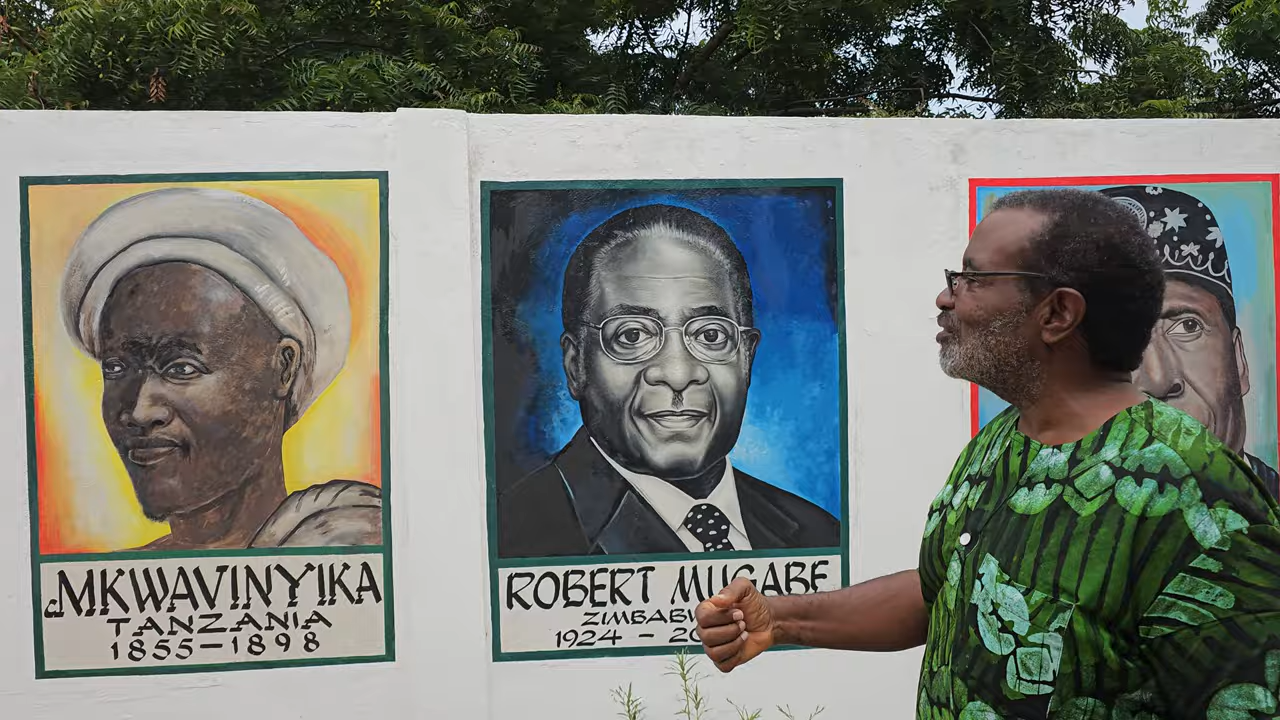 MKWAVINYIKA
TANZANIA
1855-1898
ROBERT MUGABE
1924 -